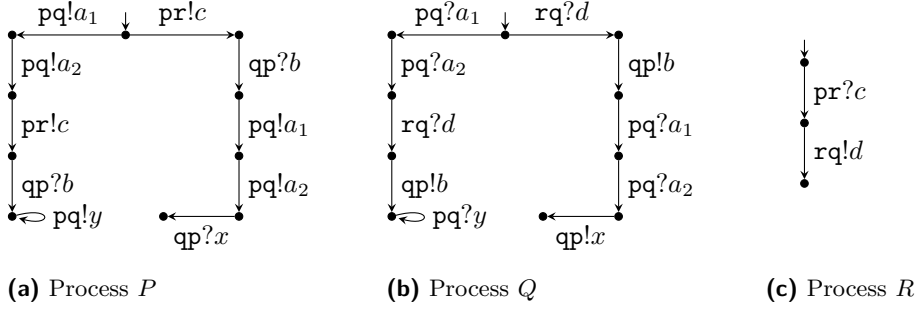 pq!a₁ pr!c pq?a₁ rq?d
pq!a₂ qp?b pq?a₂ qp!b pr?c
pr!c pq!a₁ rq?d pq?a₁ rq!d
qp?b pq!a₂ qp!b pq?a₂
pq!y qp?x pq?y qp!x
(a) Process P (b) Process Q (c) Process R